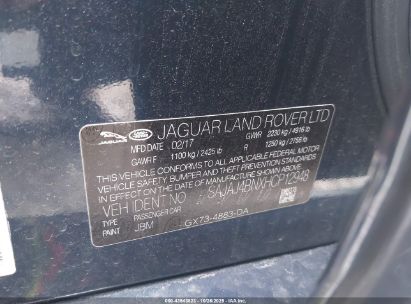 JAGUAR LAND ROVER LTD
MFD DATE 02/17 GVWR 2230 kg / 4916 lb
GAWR F 1100 kg / 2425 lb R 1250 kg / 2756 lb
THIS VEHICLE CONFORMS TO ALL APPLICABLE FEDERAL MOTOR
VEHICLE SAFETY BUMPER AND THEFT PREVENTION STANDARDS
IN EFFECT ON THE DATE OF MANUFACTURE SHOWN ABOVE
VEH IDENT NO SAJAJ4BNXHCP12948
TYPE PASSENGER CAR
JBM GX73-4883-DA